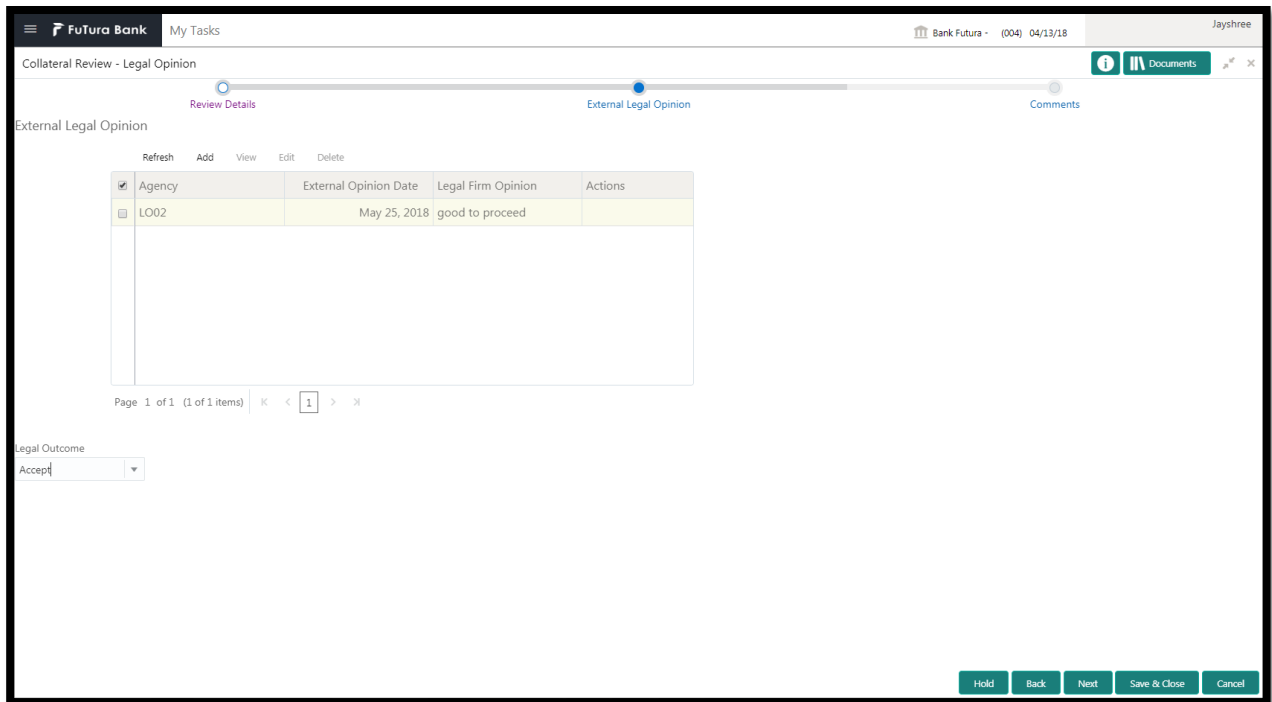 FuTura Bank My Tasks Bank Futura - (004) 04/13/18 Jayshree
Collateral Review - Legal Opinion Documents
Review Details External Legal Opinion Comments
External Legal Opinion
Refresh Add View Edit Delete
Agency External Opinion Date Legal Firm Opinion Actions
LO02 May 25, 2018 good to proceed
Page 1 of 1 (1 of 1 items) 1
Legal Outcome
Accept
Hold Back Next Save & Close Cancel